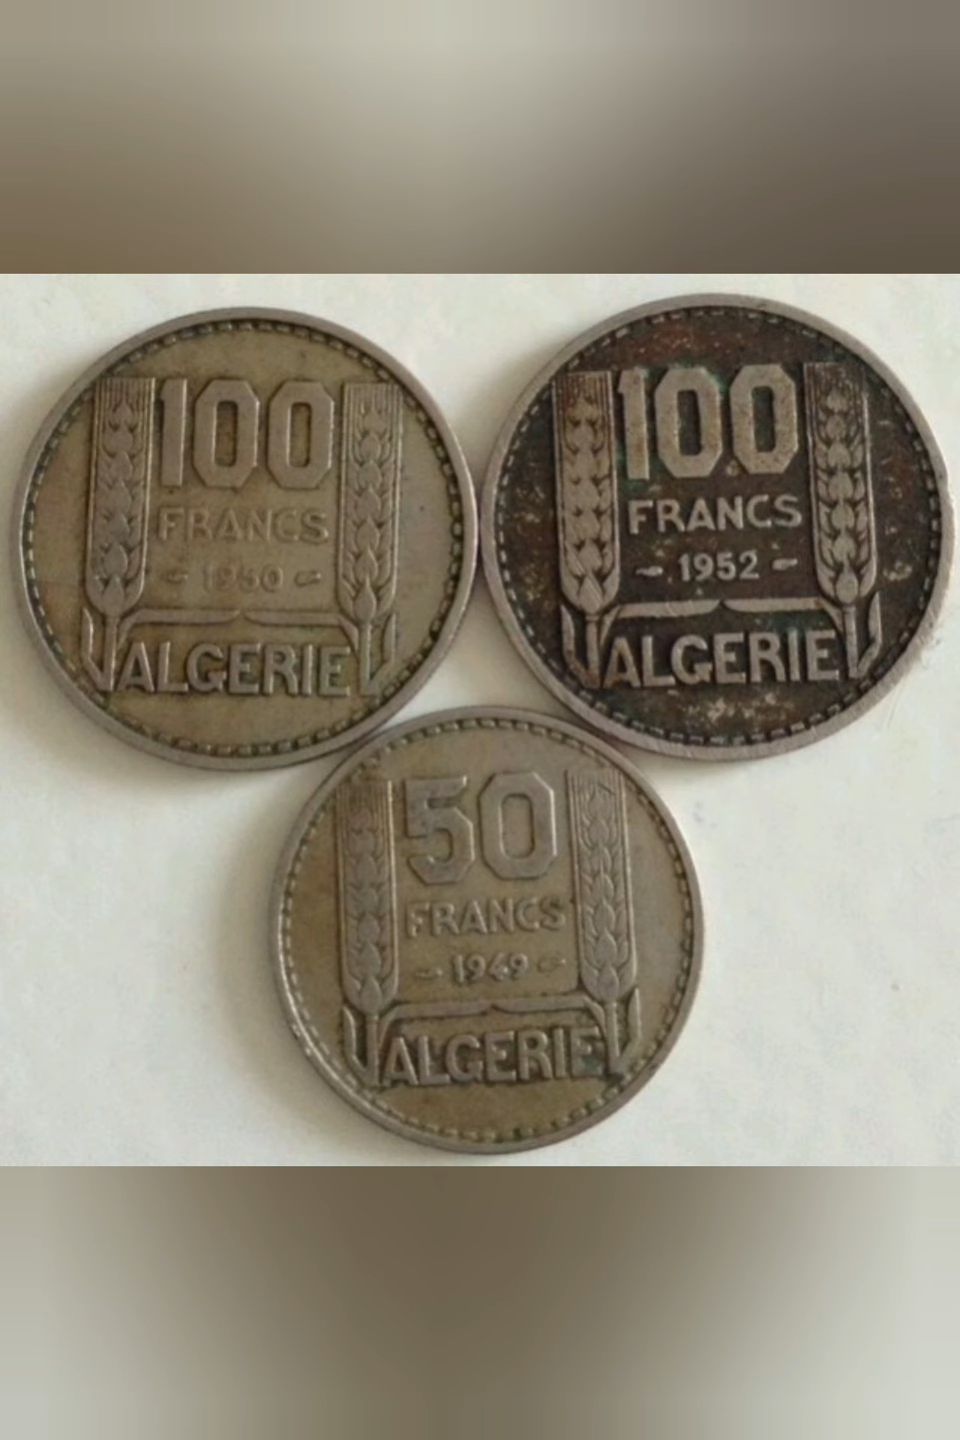 100
FRANCS
- 1950 -
ALGERIE
100
FRANCS
- 1952 -
ALGERIE
50
FRANCS
- 1949 -
ALGERIE